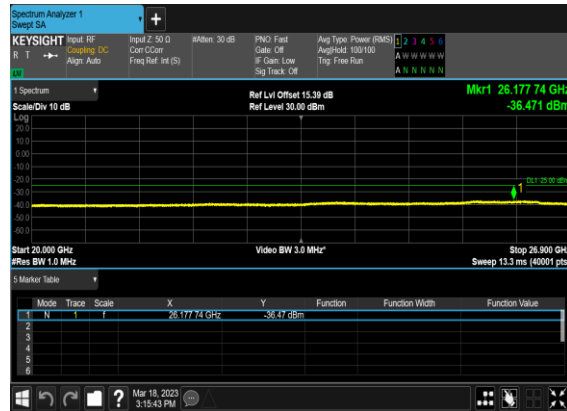 Spectrum Analyzer 1
Swept SA
+
KEYSIGHT Input: RF Input Z: 50 Ω #Atten: 30 dB PNO: Fast Avg Type: Power (RMS) 1 2 3 4 5 6
R T Coupling: DC Corr CCorr Gate: Off Avg|Hold: 100/100 A W W W W W
Align: Auto Freq Ref: Int (S) IF Gain: Low Trig: Free Run A N N N N N
Sig Track: Off
1 Spectrum Ref Lvl Offset 15.39 dB Mkr1 26.177 74 GHz
Scale/Div 10 dB Ref Level 30.00 dBm -36.471 dBm
Log
20.0
10.0
0.00
-10.0
-20.0 DL1 -25.00 dBm
-30.0 1
-40.0
-50.0
-60.0
Start 20.000 GHz Video BW 3.0 MHz* Stop 26.900 GHz
#Res BW 1.0 MHz Sweep 13.3 ms (40001 pts)
5 Marker Table
Mode Trace Scale X Y Function Function Width Function Value
1 N 1 f 26.177 74 GHz -36.47 dBm
2
3
4
5
6
? Mar 18, 2023
3:15:43 PM